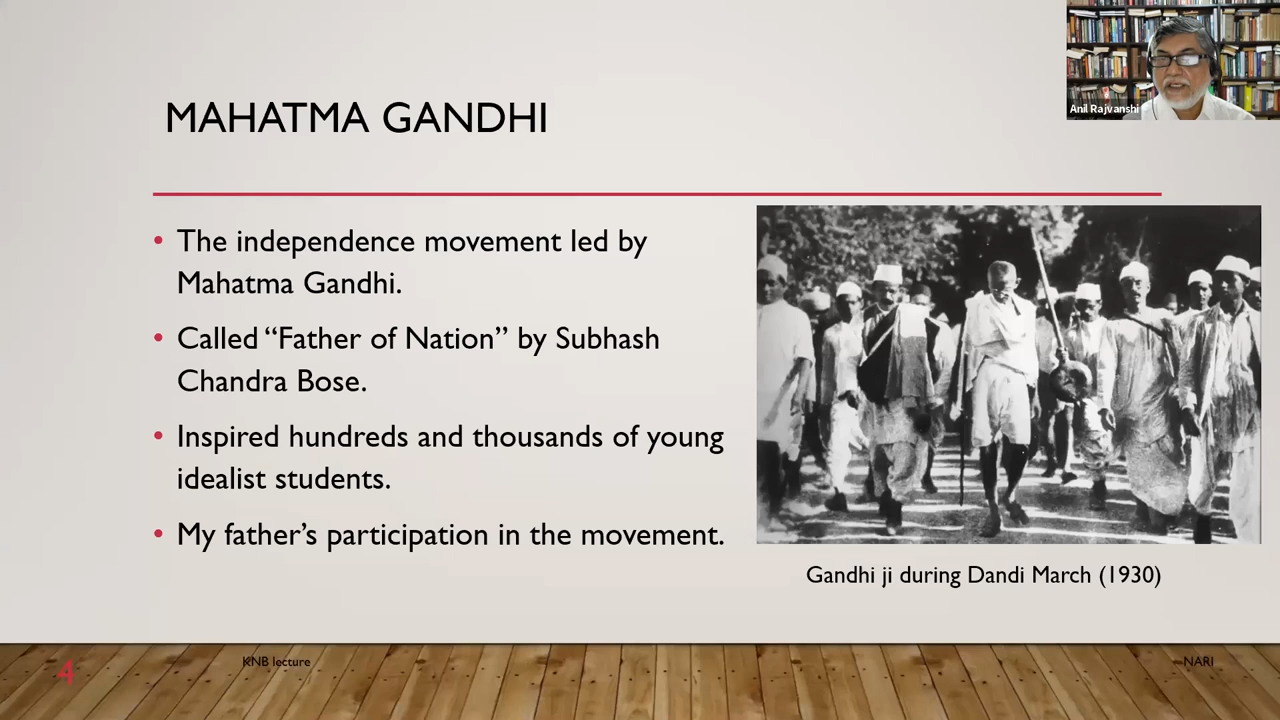 Anil Rajvanshi
MAHATMA GANDHI
• The independence movement led by
Mahatma Gandhi.
• Called “Father of Nation” by Subhash
Chandra Bose.
• Inspired hundreds and thousands of young
idealist students.
• My father’s participation in the movement.
Gandhi ji during Dandi March (1930)
4
KNB lecture
NARI